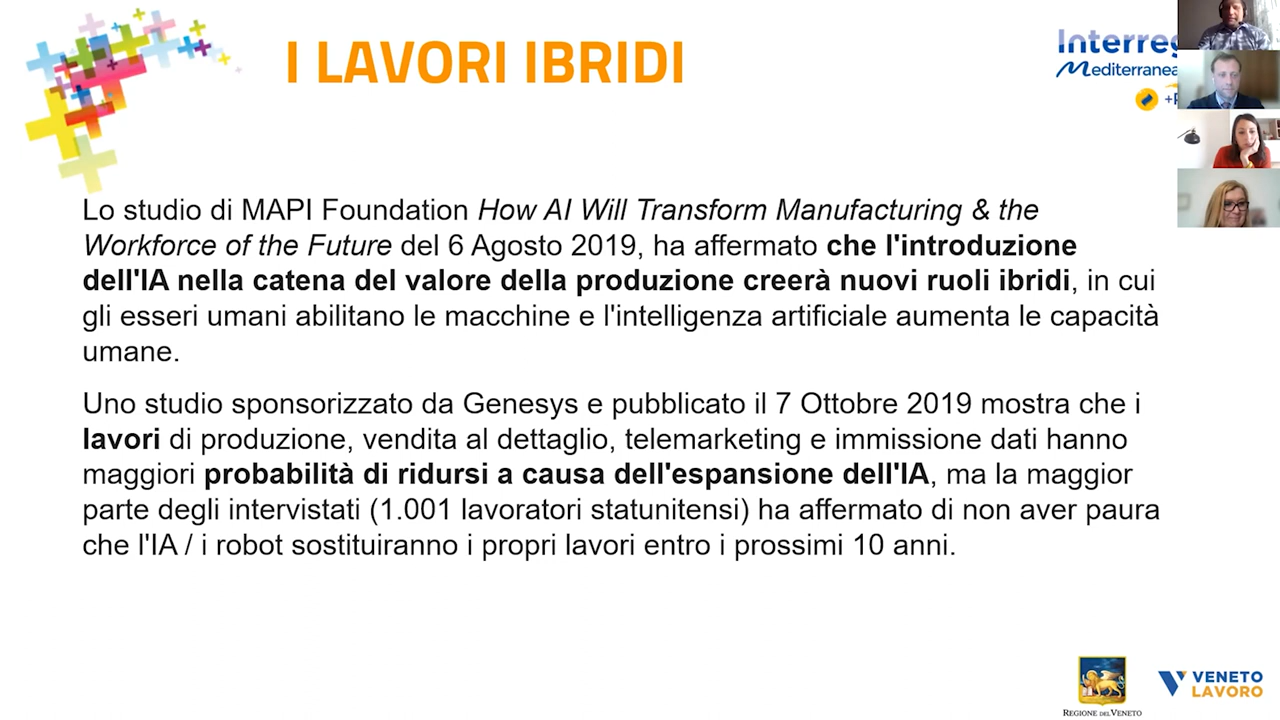 I LAVORI IBRIDI
Interreg
Mediterranea
Lo studio di MAPI Foundation How AI Will Transform Manufacturing & the
Workforce of the Future del 6 Agosto 2019, ha affermato che l'introduzione
dell'IA nella catena del valore della produzione creerà nuovi ruoli ibridi, in cui
gli esseri umani abilitano le macchine e l'intelligenza artificiale aumenta le capacità
umane.
Uno studio sponsorizzato da Genesys e pubblicato il 7 Ottobre 2019 mostra che i
lavori di produzione, vendita al dettaglio, telemarketing e immissione dati hanno
maggiori probabilità di ridursi a causa dell'espansione dell'IA, ma la maggior
parte degli intervistati (1.001 lavoratori statunitensi) ha affermato di non aver paura
che l'IA / i robot sostituiranno i propri lavori entro i prossimi 10 anni.
REGIONE DEL VENETO
VENETO
LAVORO